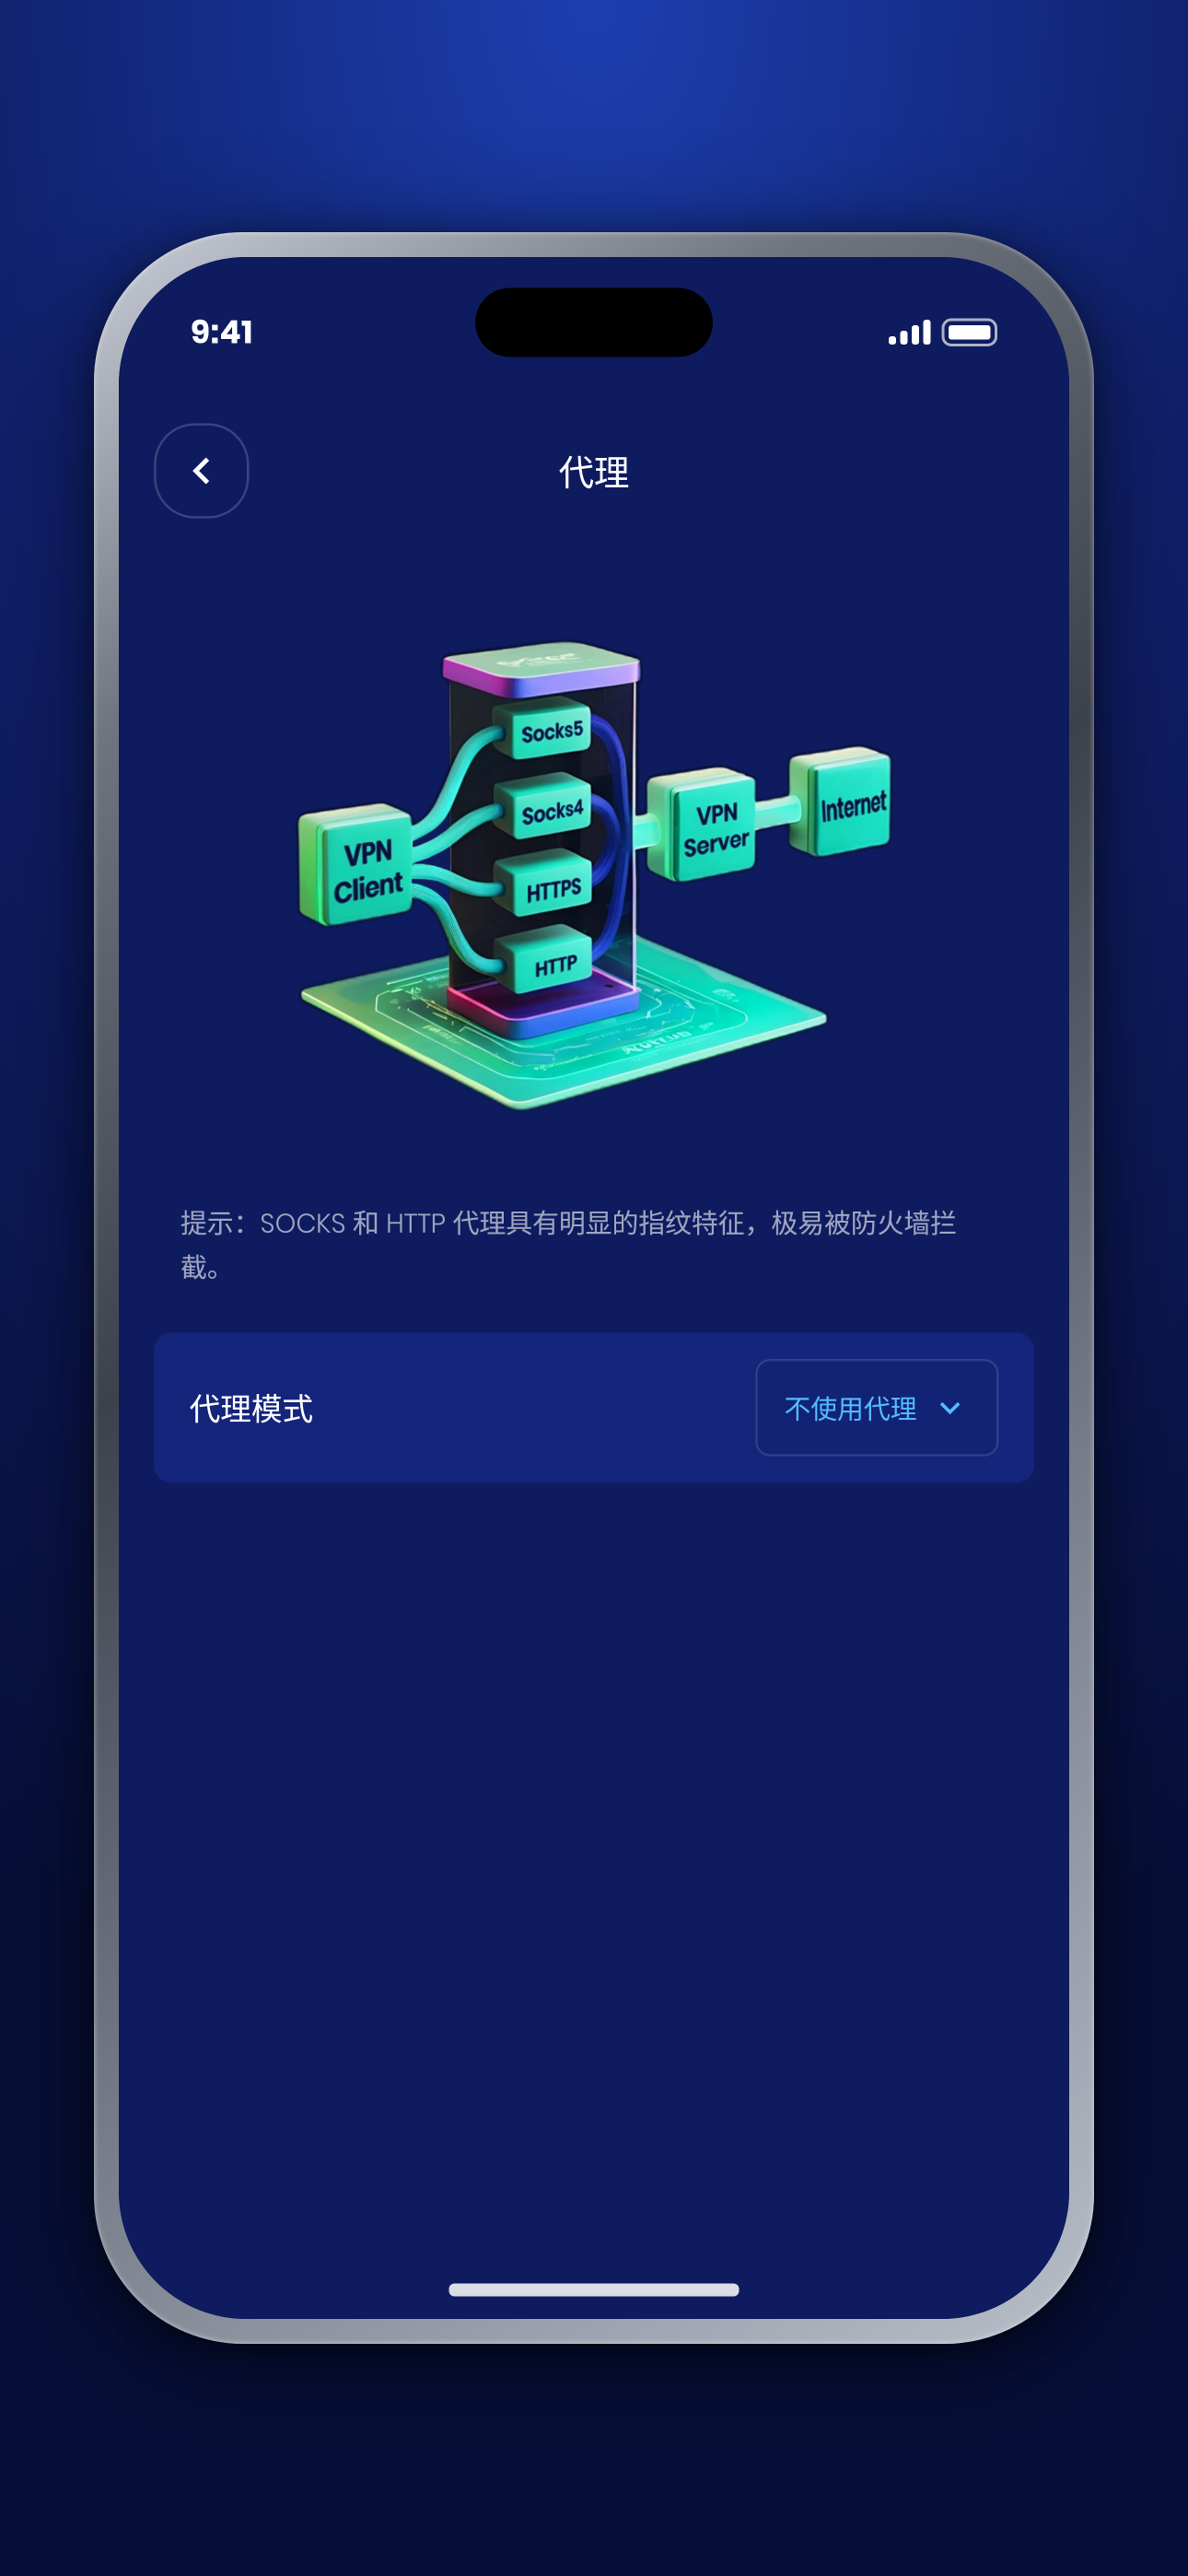 9:41
代理
Socks5
Socks4
HTTPS
HTTP
VPN
Client
VPN
Server
Internet
提示：SOCKS 和 HTTP 代理具有明显的指纹特征，极易被防火墙拦
截。
代理模式
不使用代理